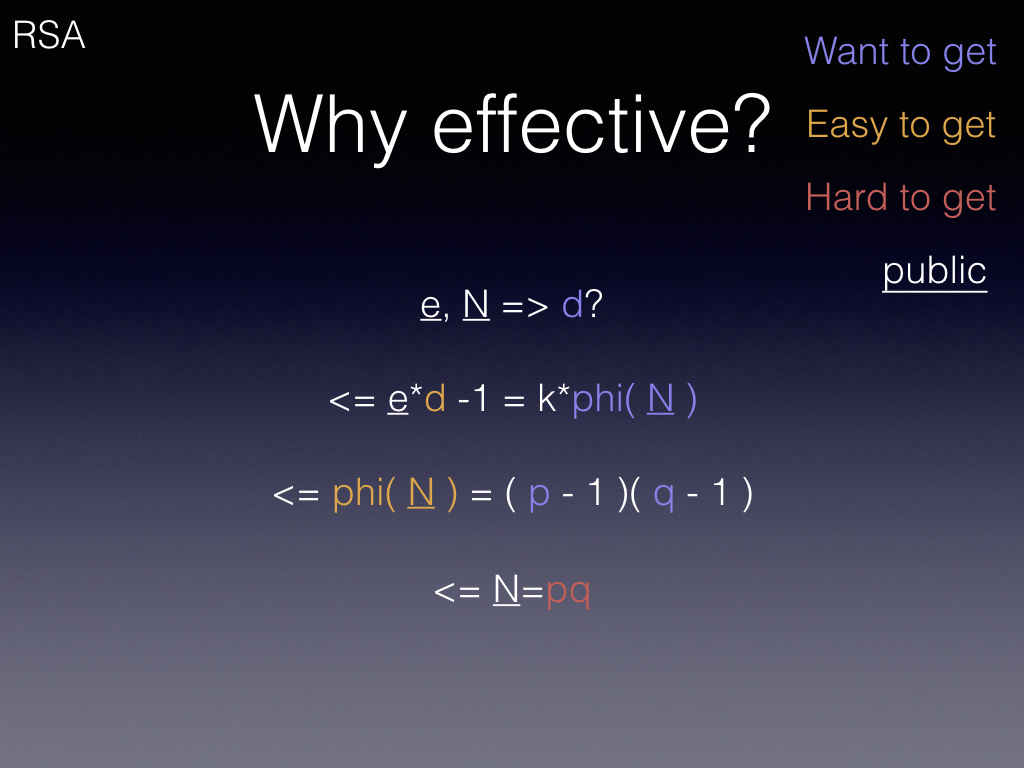 RSA
Want to get
Why effective?
Easy to get
Hard to get
public
e, N => d?
<= e*d -1 = k*phi( N )
<= phi( N ) = ( p - 1 )( q - 1 )
<= N=pq